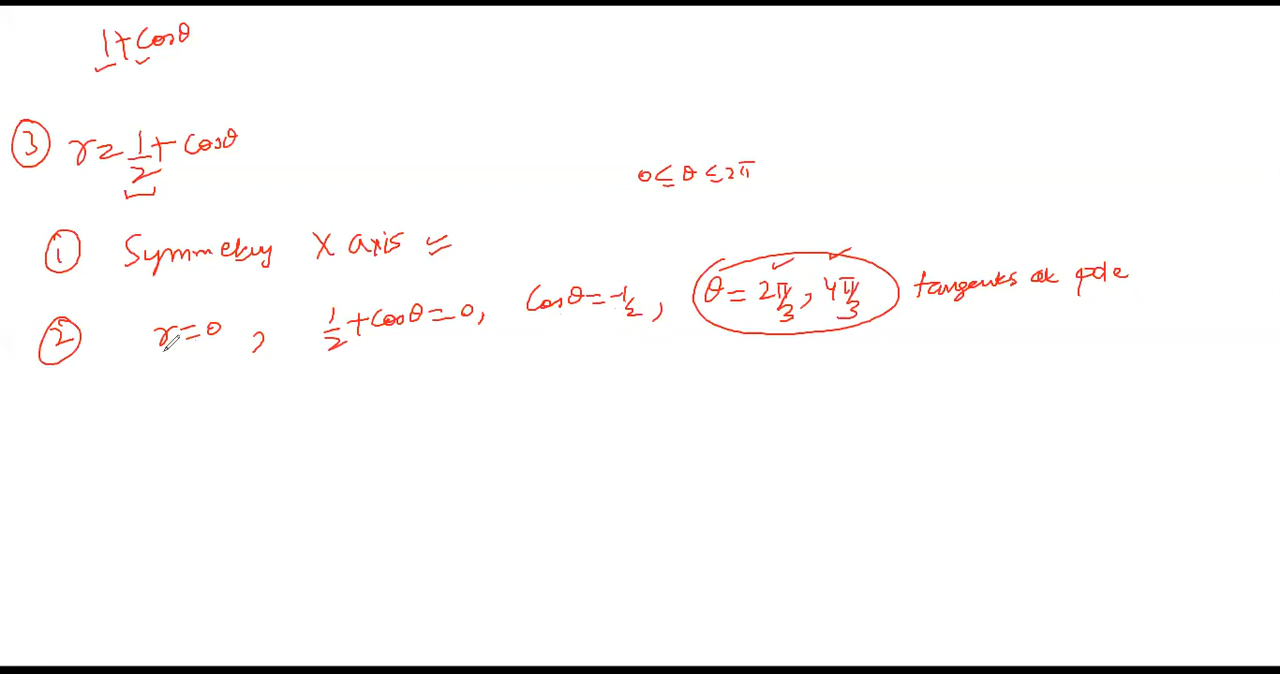 1+cosθ
③ r=1/2+cosθ
0≤θ≤2π
① Symmetry X axis
② r=0, 1/2+cosθ=0, cosθ=-1/2, θ=2π/3, 4π/3 tangents at pole